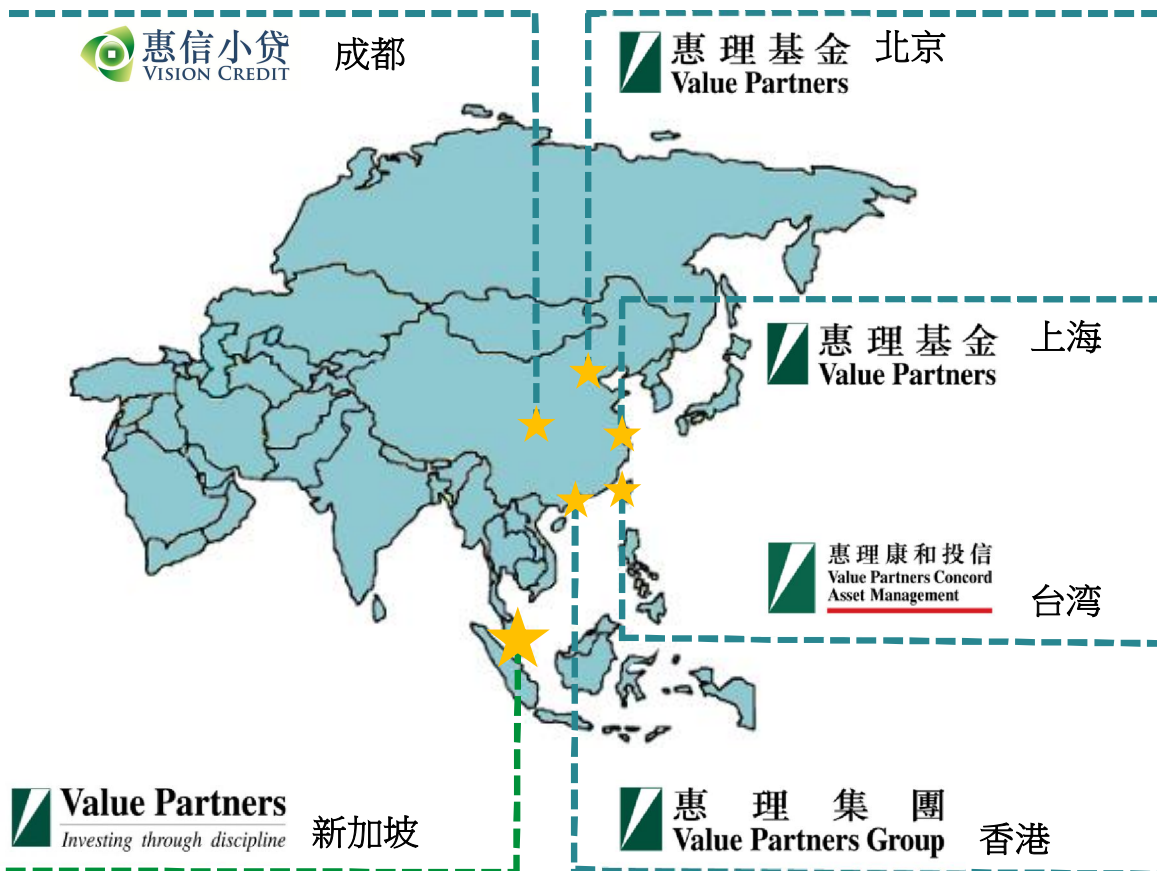 惠信小贷
VISION CREDIT
成都
惠理基金
Value Partners
北京
惠理基金
Value Partners
上海
惠理康和投信
Value Partners Concord
Asset Management
台湾
Value Partners
Investing through discipline
新加坡
惠理集團
Value Partners Group
香港